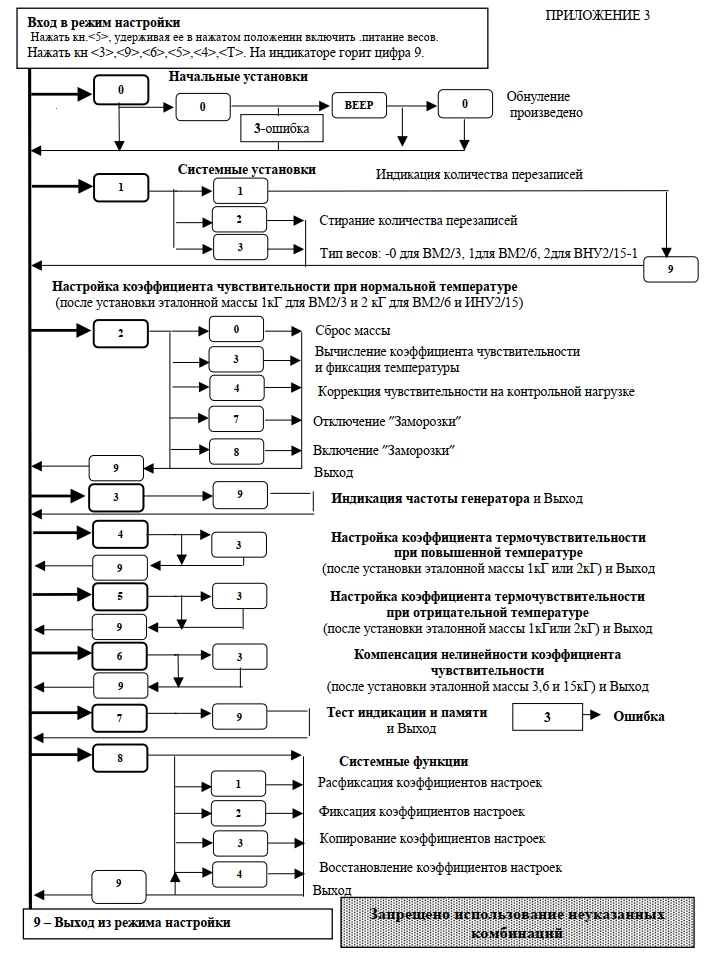 ПРИЛОЖЕНИЕ 3
Вход в режим настройки
Нажать кн.<5>, удерживая ее в нажатом положении включить .питание весов.
Нажать кн <3>,<9>,<6>,<5>,<4>,<Т>. На индикаторе горит цифра 9.
Начальные установки
0
0
BEEP
0
Обнуление
произведено
3-ошибка
Системные установки
Индикация количества перезаписей
1
1
2
Стирание количества перезаписей
3
Тип весов: -0 для ВМ2/3, 1для ВМ2/6, 2для ВНУ2/15-1
9
Настройка коэффициента чувствительности при нормальной температуре
(после установки эталонной массы 1кГ для ВМ2/3 и 2 кГ для ВМ2/6 и ИНУ2/15)
2
0
Сброс массы
3
Вычисление коэффициента чувствительности
и фиксация температуры
4
Коррекция чувствительности на контрольной нагрузке
7
Отключение "Заморозки"
8
Включение "Заморозки"
9
Выход
3
9
Индикация частоты генератора и Выход
4
3
Настройка коэффициента термочувствительности
при повышенной температуре
9
(после установки эталонной массы 1кГ или 2кГ) и Выход
5
3
Настройка коэффициента термочувствительности
при отрицательной температуре
9
(после установки эталонной массы 1кГили 2кГ) и Выход
6
3
Компенсация нелинейности коэффициента
чувствительности
9
(после установки эталонной массы 3,6 и 15кГ) и Выход
7
9
Тест индикации и памяти
и Выход
3
Ошибка
8
Системные функции
1
Расфиксация коэффициентов настроек
2
Фиксация коэффициентов настроек
3
Копирование коэффициентов настроек
4
Восстановление коэффициентов настроек
9
Выход
9 – Выход из режима настройки
Запрещено использование неуказанных
комбинаций